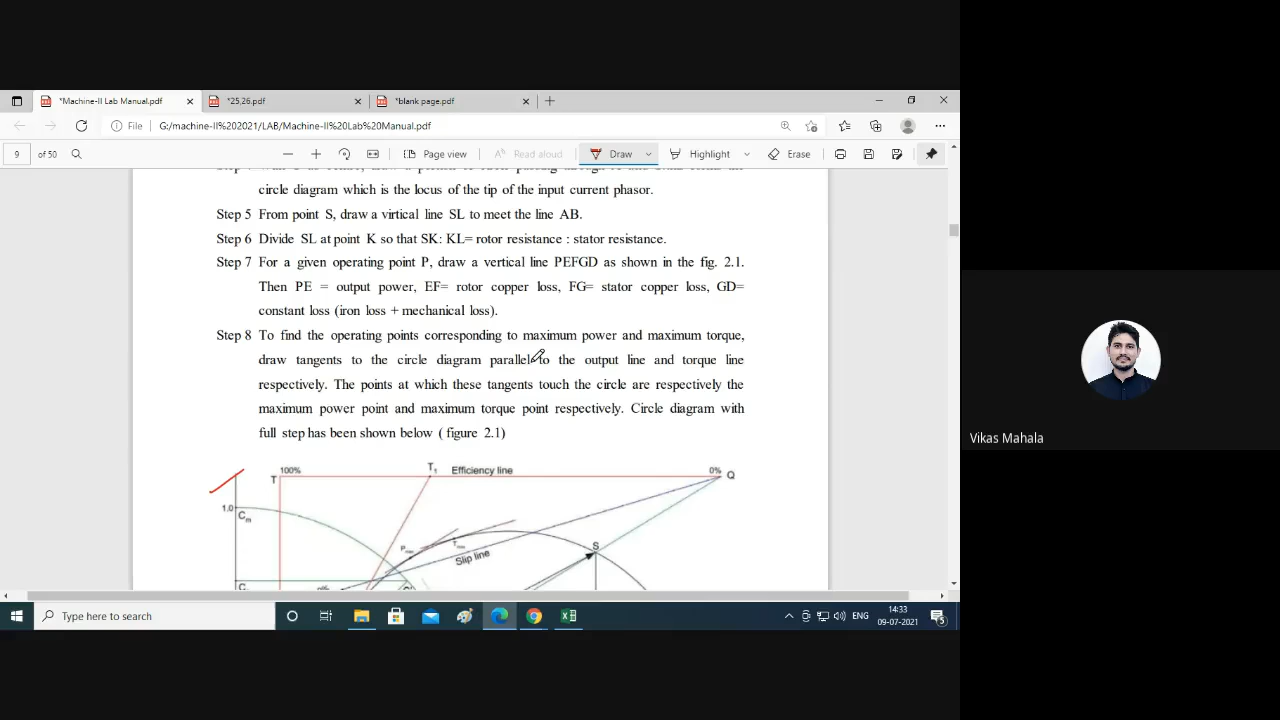 *Machine-II Lab Manual.pdf
*25,26.pdf
*blank page.pdf
File
G:/machine-II%202021/LAB/Machine-II%20Lab%20Manual.pdf
9 of 50
Page view
Read aloud
Draw
Highlight
Erase
circle diagram which is the locus of the tip of the input current phasor.
Step 5 From point S, draw a virtical line SL to meet the line AB.
Step 6 Divide SL at point K so that SK: KL= rotor resistance : stator resistance.
Step 7 For a given operating point P, draw a vertical line PEFGD as shown in the fig. 2.1.
Then PE = output power, EF= rotor copper loss, FG= stator copper loss, GD=
constant loss (iron loss + mechanical loss).
Step 8 To find the operating points corresponding to maximum power and maximum torque,
draw tangents to the circle diagram parallel to the output line and torque line
respectively. The points at which these tangents touch the circle are respectively the
maximum power point and maximum torque point respectively. Circle diagram with
full step has been shown below ( figure 2.1)
100% T₁ Efficiency line 0%
T Q
1.0
Cm
S
Slip line
Vikas Mahala
Type here to search
ENG
14:33
09-07-2021
5